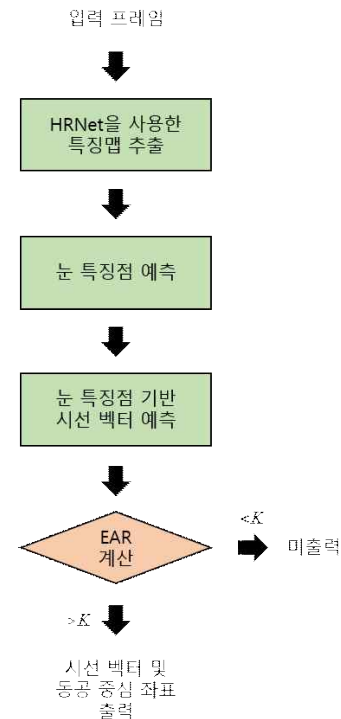 입력 프레임
HRNet을 사용한
특징맵 추출
눈 특징점 예측
눈 특징점 기반
시선 벡터 예측
<K
EAR
계산
미출력
>K
시선 벡터 및
동공 중심 좌표
출력